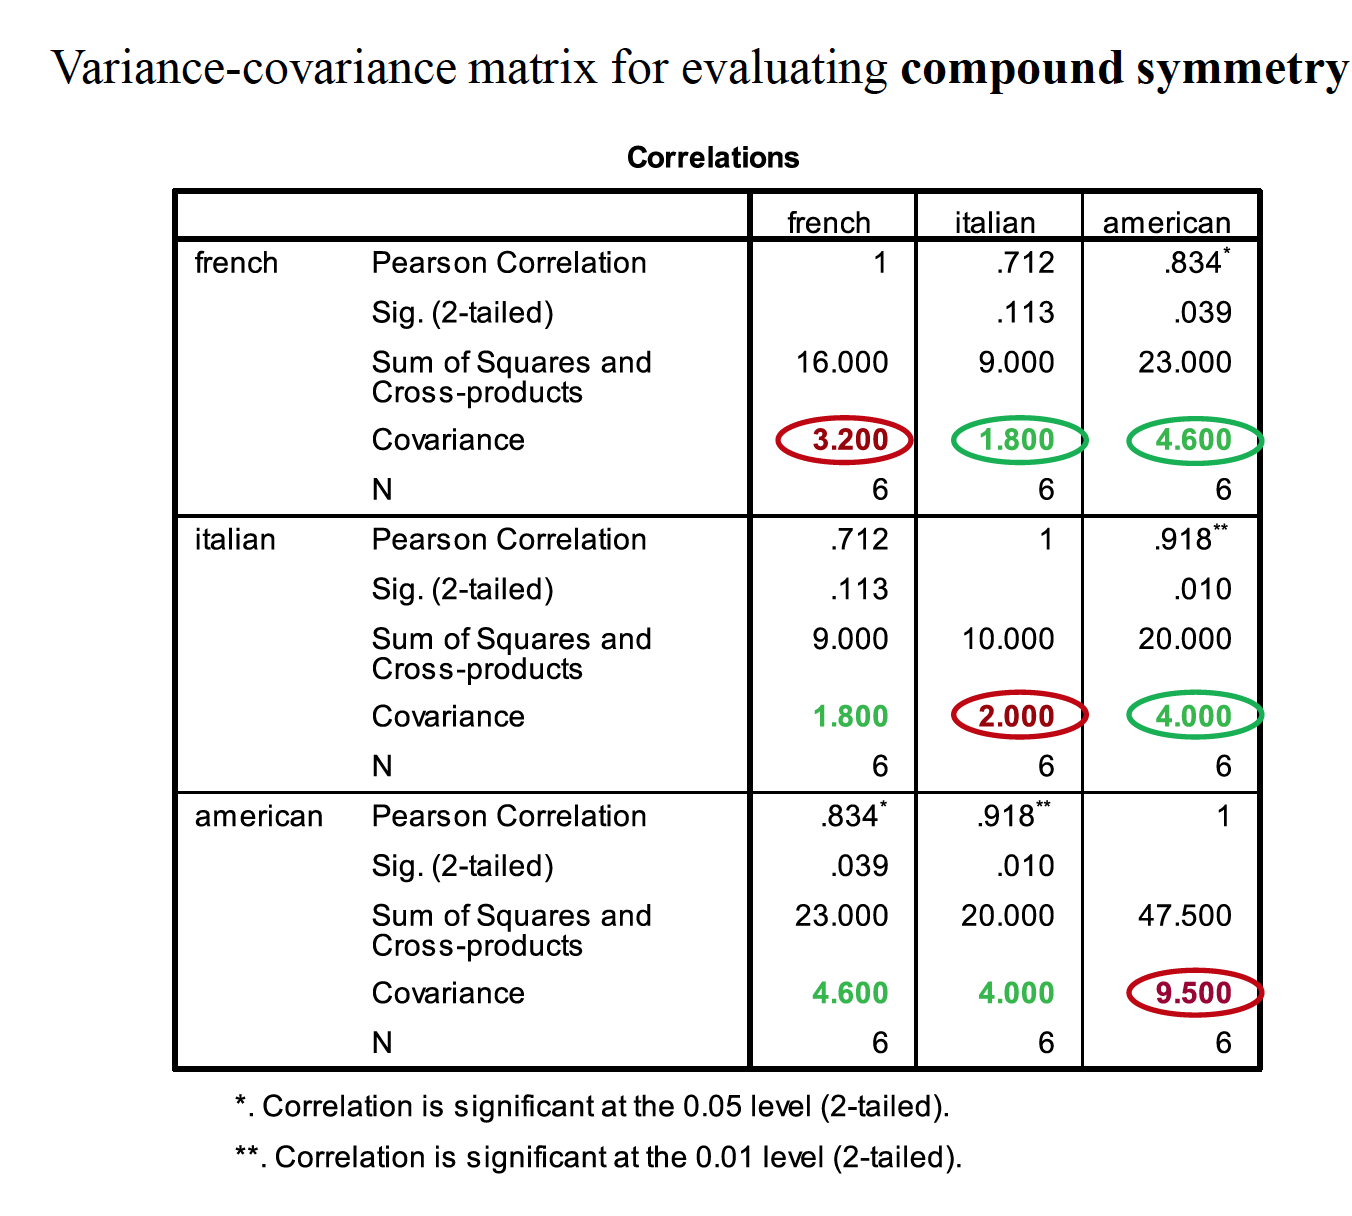 Variance-covariance matrix for evaluating compound symmetry
Correlations
french italian american
french Pearson Correlation 1 .712 .834*
Sig. (2-tailed) .113 .039
Sum of Squares and
Cross-products 16.000 9.000 23.000
Covariance 3.200 1.800 4.600
N 6 6 6
italian Pearson Correlation .712 1 .918**
Sig. (2-tailed) .113 .010
Sum of Squares and
Cross-products 9.000 10.000 20.000
Covariance 1.800 2.000 4.000
N 6 6 6
american Pearson Correlation .834* .918** 1
Sig. (2-tailed) .039 .010
Sum of Squares and
Cross-products 23.000 20.000 47.500
Covariance 4.600 4.000 9.500
N 6 6 6
*. Correlation is significant at the 0.05 level (2-tailed).
**. Correlation is significant at the 0.01 level (2-tailed).